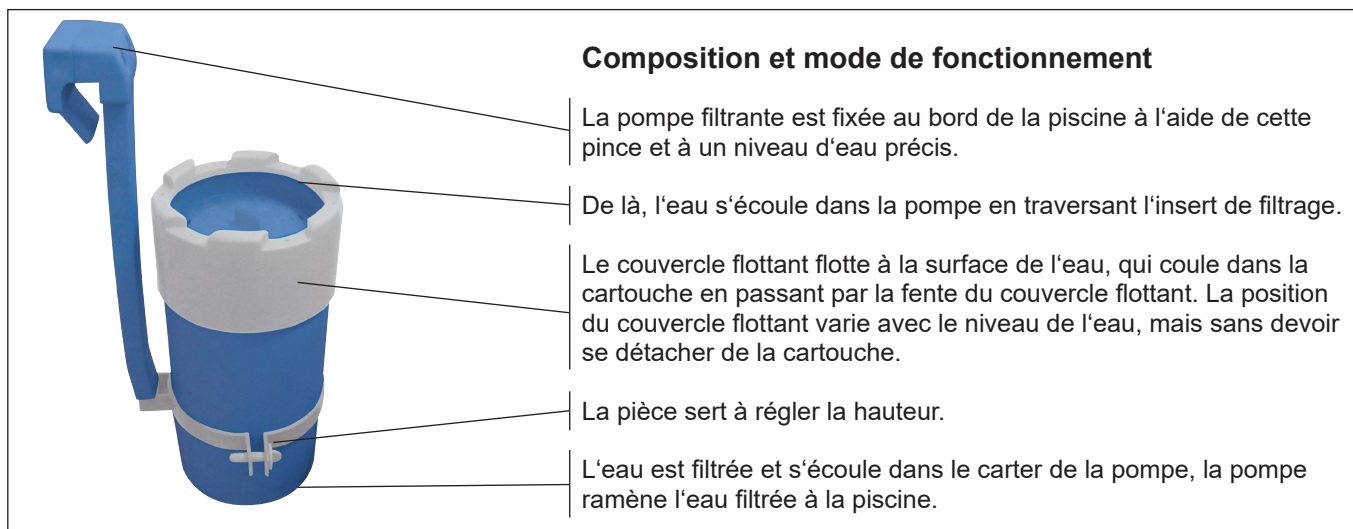 Composition et mode de fonctionnement
La pompe filtrante est fixée au bord de la piscine à l‘aide de cette
pince et à un niveau d‘eau précis.
De là, l‘eau s‘écoule dans la pompe en traversant l‘insert de filtrage.
Le couvercle flottant flotte à la surface de l‘eau, qui coule dans la
cartouche en passant par la fente du couvercle flottant. La position
du couvercle flottant varie avec le niveau de l‘eau, mais sans devoir
se détacher de la cartouche.
La pièce sert à régler la hauteur.
L‘eau est filtrée et s‘écoule dans le carter de la pompe, la pompe
ramène l‘eau filtrée à la piscine.